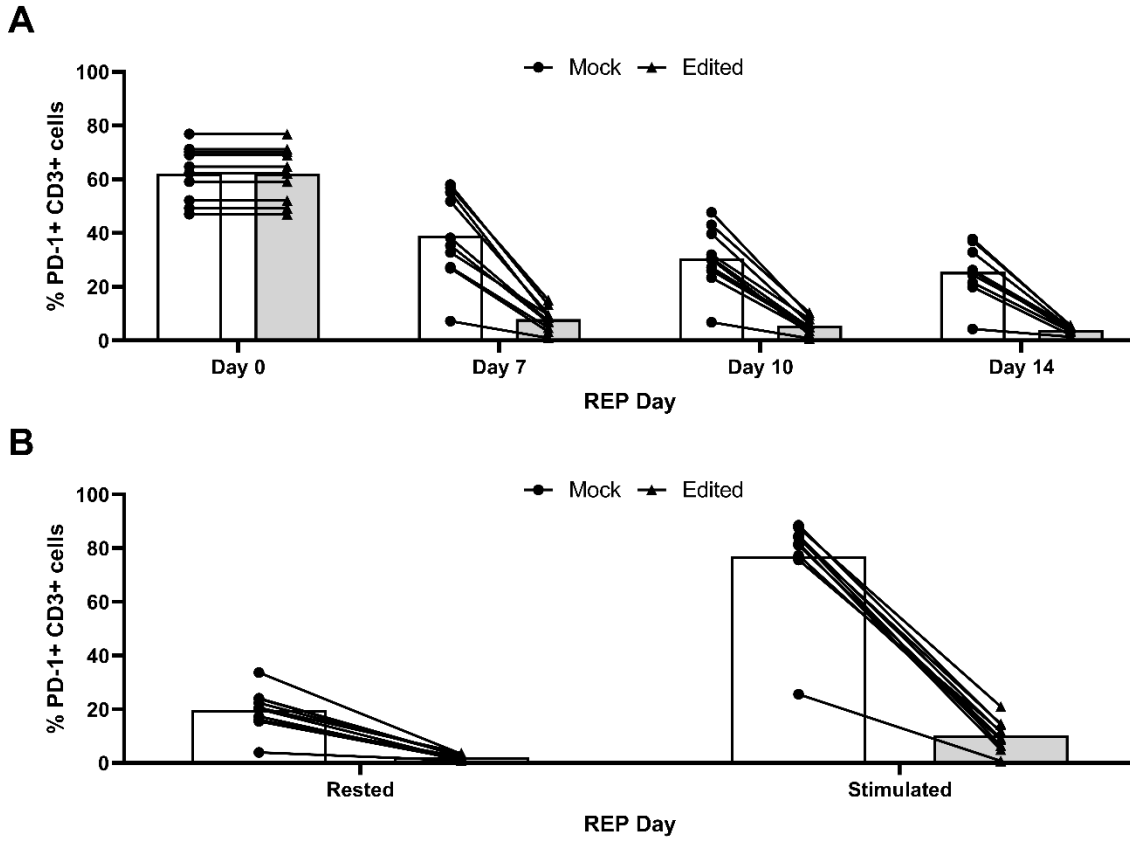 A
Mock Edited
% PD-1+ CD3+ cells
100
80
60
40
20
0
Day 0 Day 7 Day 10 Day 14
REP Day
B
Mock Edited
% PD-1+ CD3+ cells
100
80
60
40
20
0
Rested Stimulated
REP Day